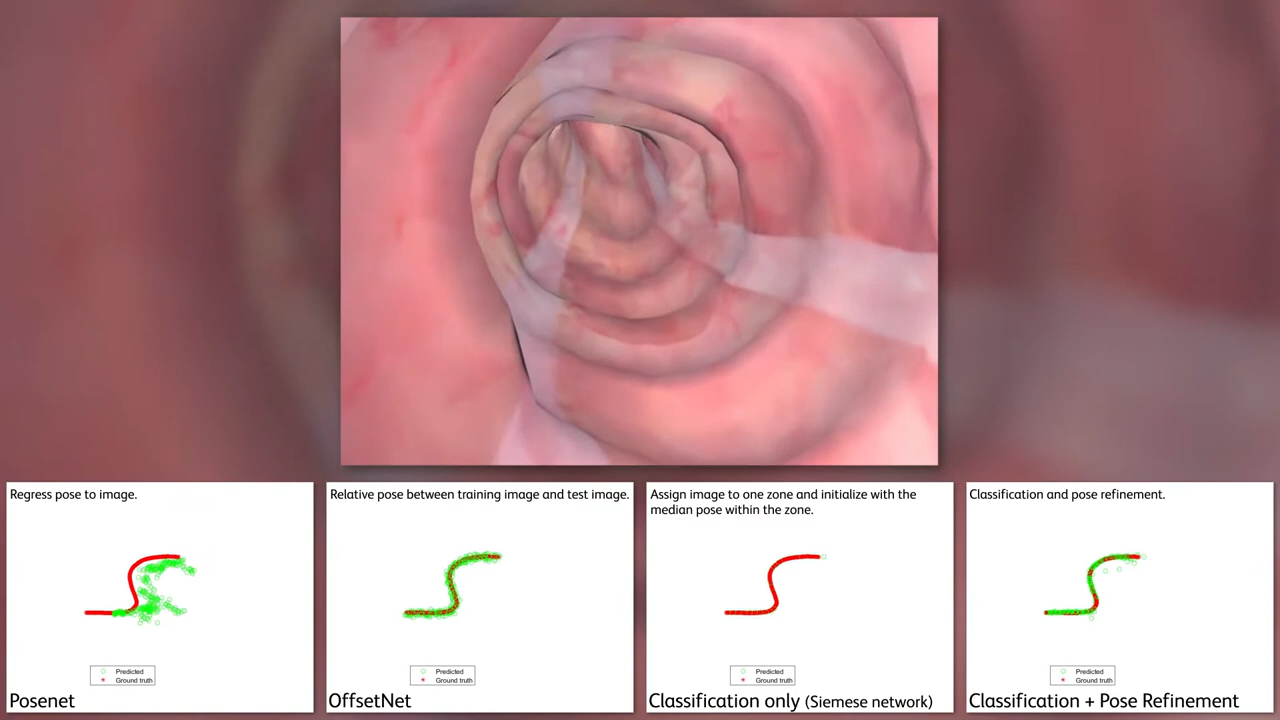 Regress pose to image.
Predicted
Ground truth
Posenet
Relative pose between training image and test image.
Predicted
Ground truth
OffsetNet
Assign image to one zone and initialize with the
median pose within the zone.
Predicted
Ground truth
Classification only (Siemese network)
Classification and pose refinement.
Predicted
Ground truth
Classification + Pose Refinement